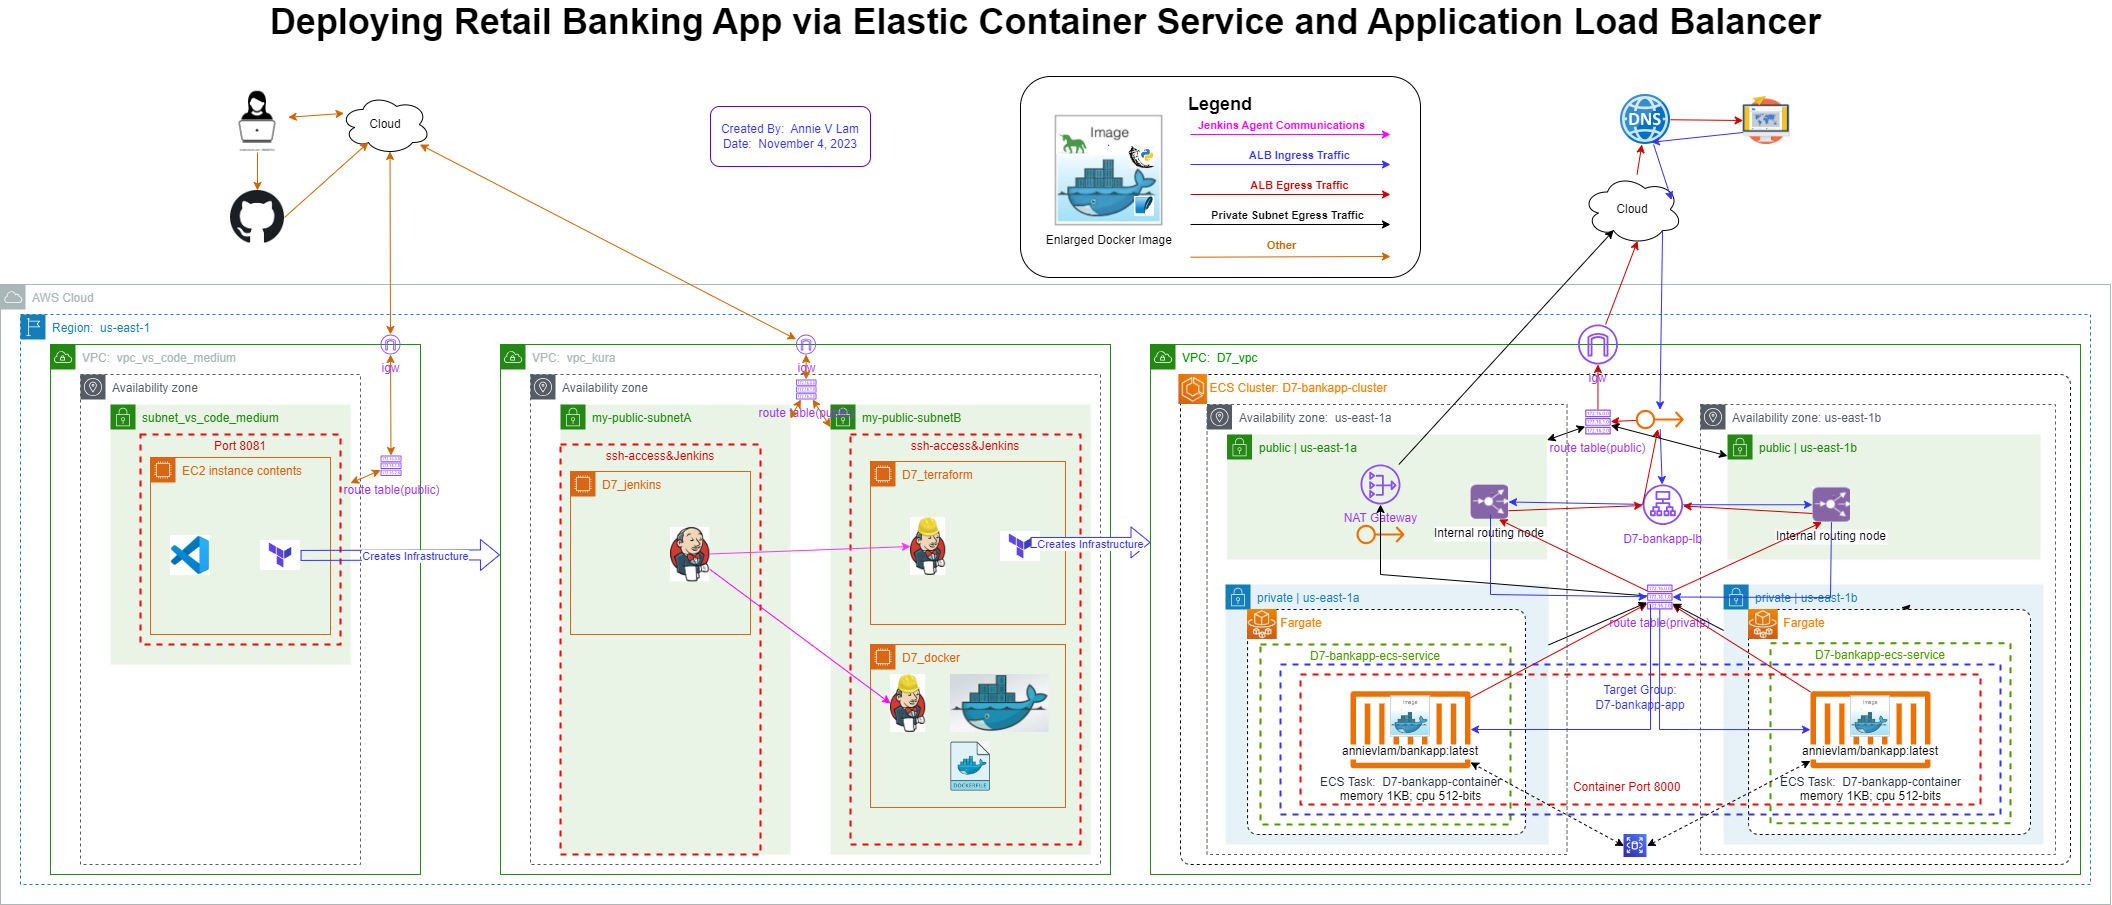 Deploying Retail Banking App via Elastic Container Service and Application Load Balancer
Cloud
Created By:  Annie V Lam
Date:  November 4, 2023
Legend
Image
Enlarged Docker Image
Jenkins Agent Communications
ALB Ingress Traffic
ALB Egress Traffic
Private Subnet Egress Traffic
Other
DNS
Cloud
AWS Cloud
Region:  us-east-1
VPC:  vpc_vs_code_medium
igw
Availability zone
subnet_vs_code_medium
Port 8081
EC2 instance contents
route table(public)
Creates Infrastructure
VPC:  vpc_kura
igw
Availability zone
route table(public)
my-public-subnetA
ssh-access&Jenkins
D7_jenkins
my-public-subnetB
ssh-access&Jenkins
D7_terraform
Creates Infrastructure
D7_docker
DOCKERFILE
VPC:  D7_vpc
igw
ECS Cluster: D7-bankapp-cluster
Availability zone:  us-east-1a
Availability zone: us-east-1b
route table(public)
public | us-east-1a
public | us-east-1b
NAT Gateway
Internal routing node
D7-bankapp-lb
Internal routing node
private | us-east-1a
private | us-east-1b
route table(private)
Fargate
Fargate
D7-bankapp-ecs-service
D7-bankapp-ecs-service
Target Group:
D7-bankapp-app
Image
Image
annievlam/bankapp:latest
annievlam/bankapp:latest
ECS Task:  D7-bankapp-container
memory 1KB; cpu 512-bits
Container Port 8000
ECS Task:  D7-bankapp-container
memory 1KB; cpu 512-bits